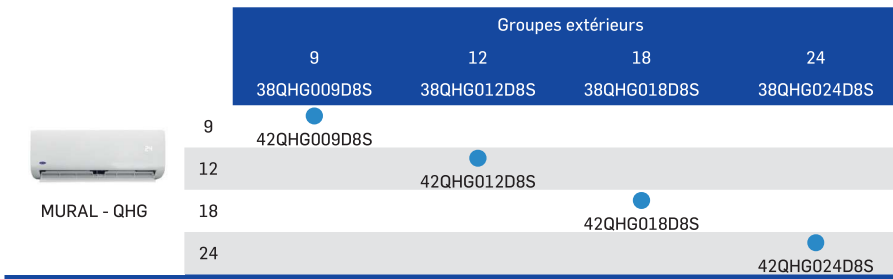 Groupes extérieurs
9 12 18 24
38QHG009D8S 38QHG012D8S 38QHG018D8S 38QHG024D8S
9
42QHG009D8S
12
42QHG012D8S
MURAL - QHG
18
42QHG018D8S
24
42QHG024D8S